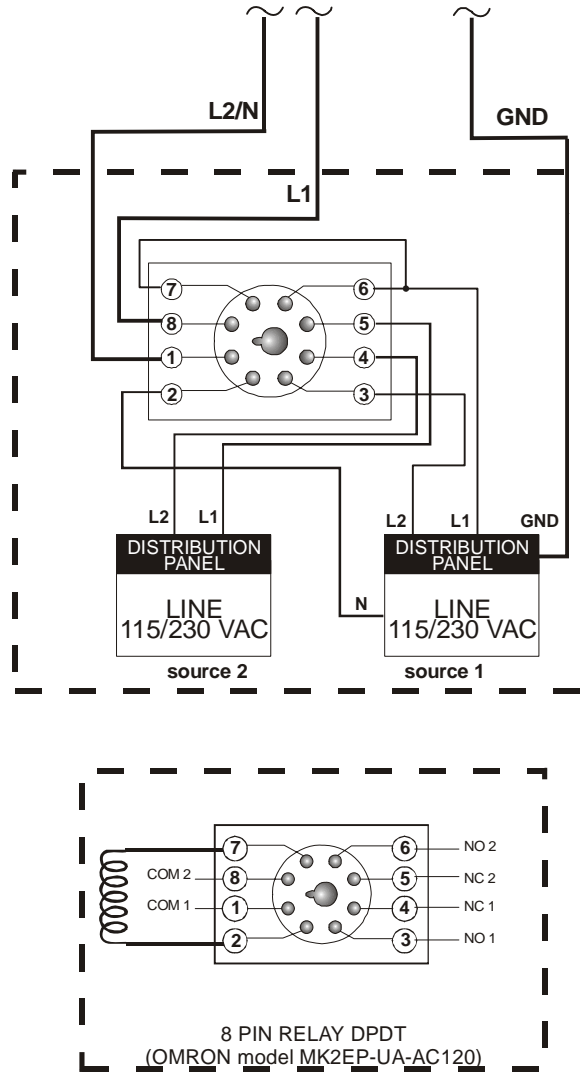 L2/N
GND
L1
7
6
8
5
1
4
2
3
L2
L1
L2
L1
GND
DISTRIBUTION
PANEL
LINE
115/230 VAC
source 2
N
DISTRIBUTION
PANEL
LINE
115/230 VAC
source 1
7
6
NO 2
COM 2
8
5
NC 2
COM 1
1
4
NC 1
2
3
NO 1
8 PIN RELAY DPDT
(OMRON model MK2EP-UA-AC120)